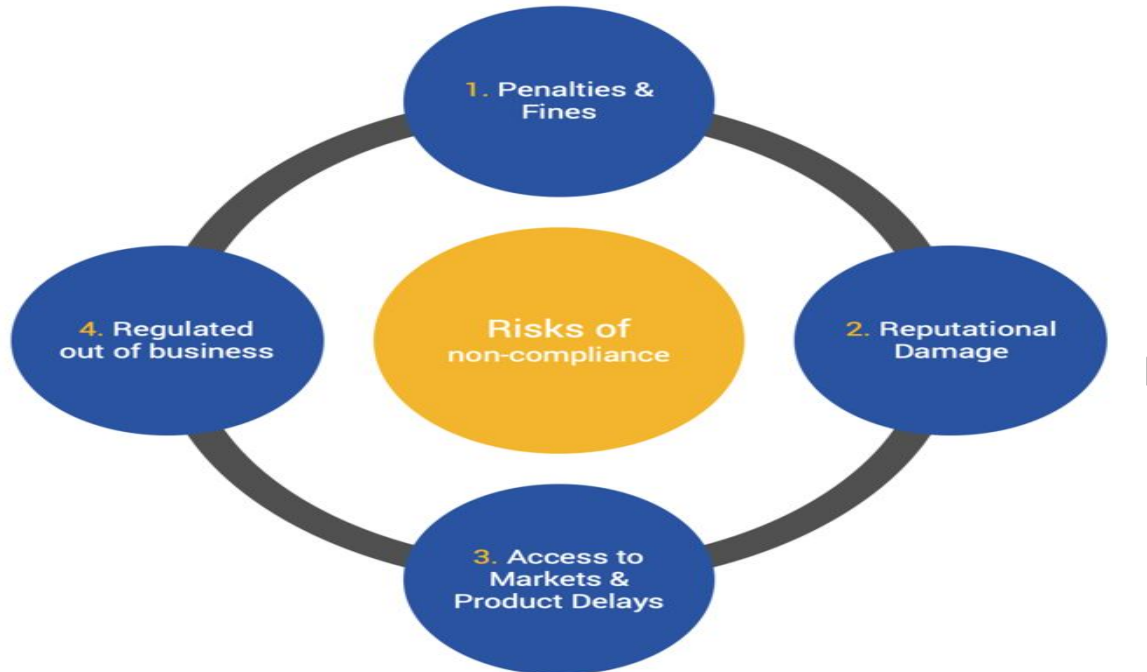 1. Penalties &
Fines
2. Reputational
Damage
3. Access to
Markets &
Product Delays
4. Regulated
out of business
Risks of
non-compliance